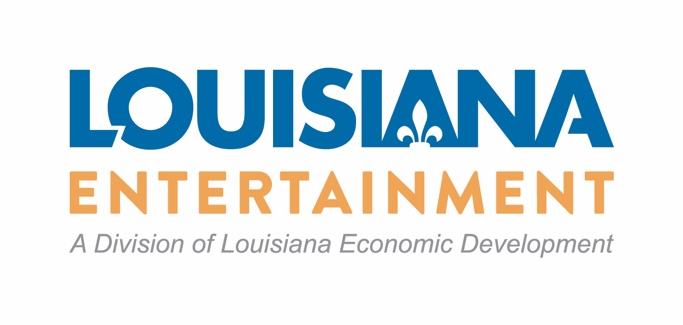 LOUISIANA
ENTERTAINMENT
A Division of Louisiana Economic Development